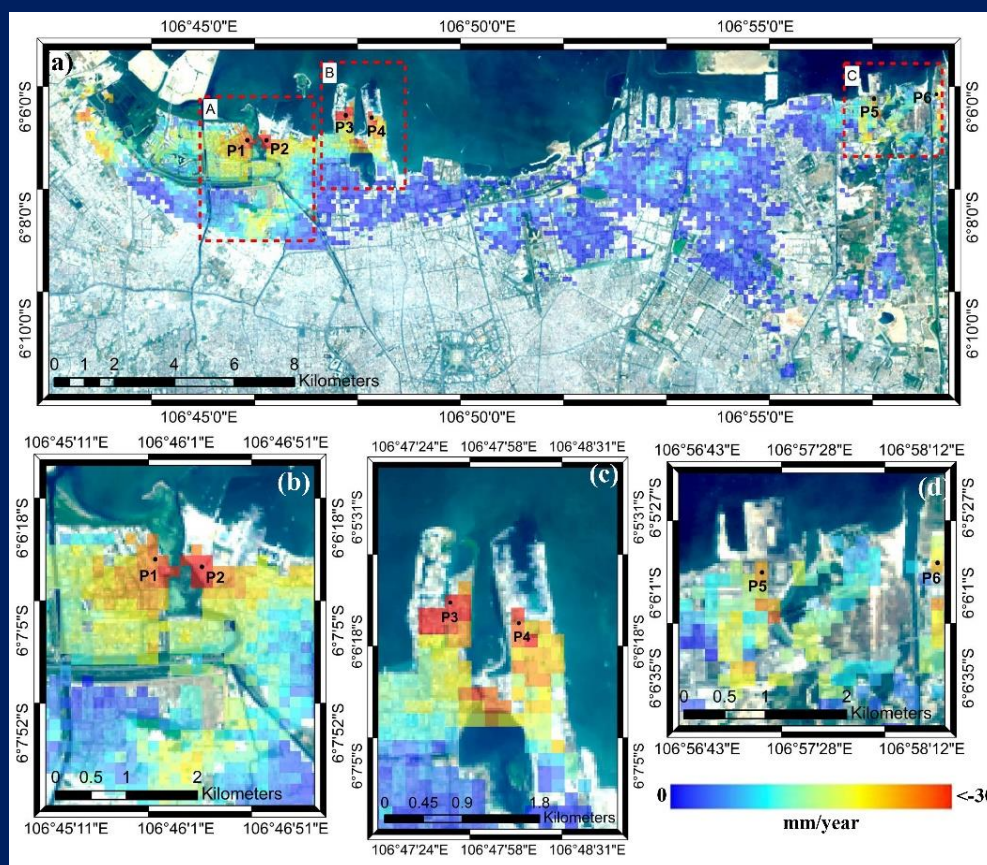 106°45'0"E 106°50'0"E 106°55'0"E
a)
A
B
C
P1 P2
P3 P4
P5 P6
6°6'0"S 6°6'0"S
6°8'0"S 6°8'0"S
6°10'0"S 6°10'0"S
0 1 2 4 6 8
Kilometers
106°45'0"E 106°50'0"E 106°55'0"E
106°45'11"E 106°46'1"E 106°46'51"E
(b)
6°6'18"S 6°6'18"S
P1 P2
6°7'5"S 6°7'5"S
6°7'52"S 6°7'52"S
0 0.5 1 2
Kilometers
106°45'11"E 106°46'1"E 106°46'51"E
106°47'24"E 106°47'58"E 106°48'31"E
(c)
6°5'31"S 6°5'31"S
P3 P4
6°6'18"S 6°6'18"S
6°7'5"S 6°7'5"S
0 0.45 0.9 1.8
Kilometers
106°47'24"E 106°47'58"E 106°48'31"E
106°56'43"E 106°57'28"E 106°58'12"E
(d)
6°5'27"S 6°5'27"S
P5 P6
6°6'1"S 6°6'1"S
6°6'35"S 6°6'35"S
0 0.5 1 2
Kilometers
106°56'43"E 106°57'28"E 106°58'12"E
0 <-30
mm/year